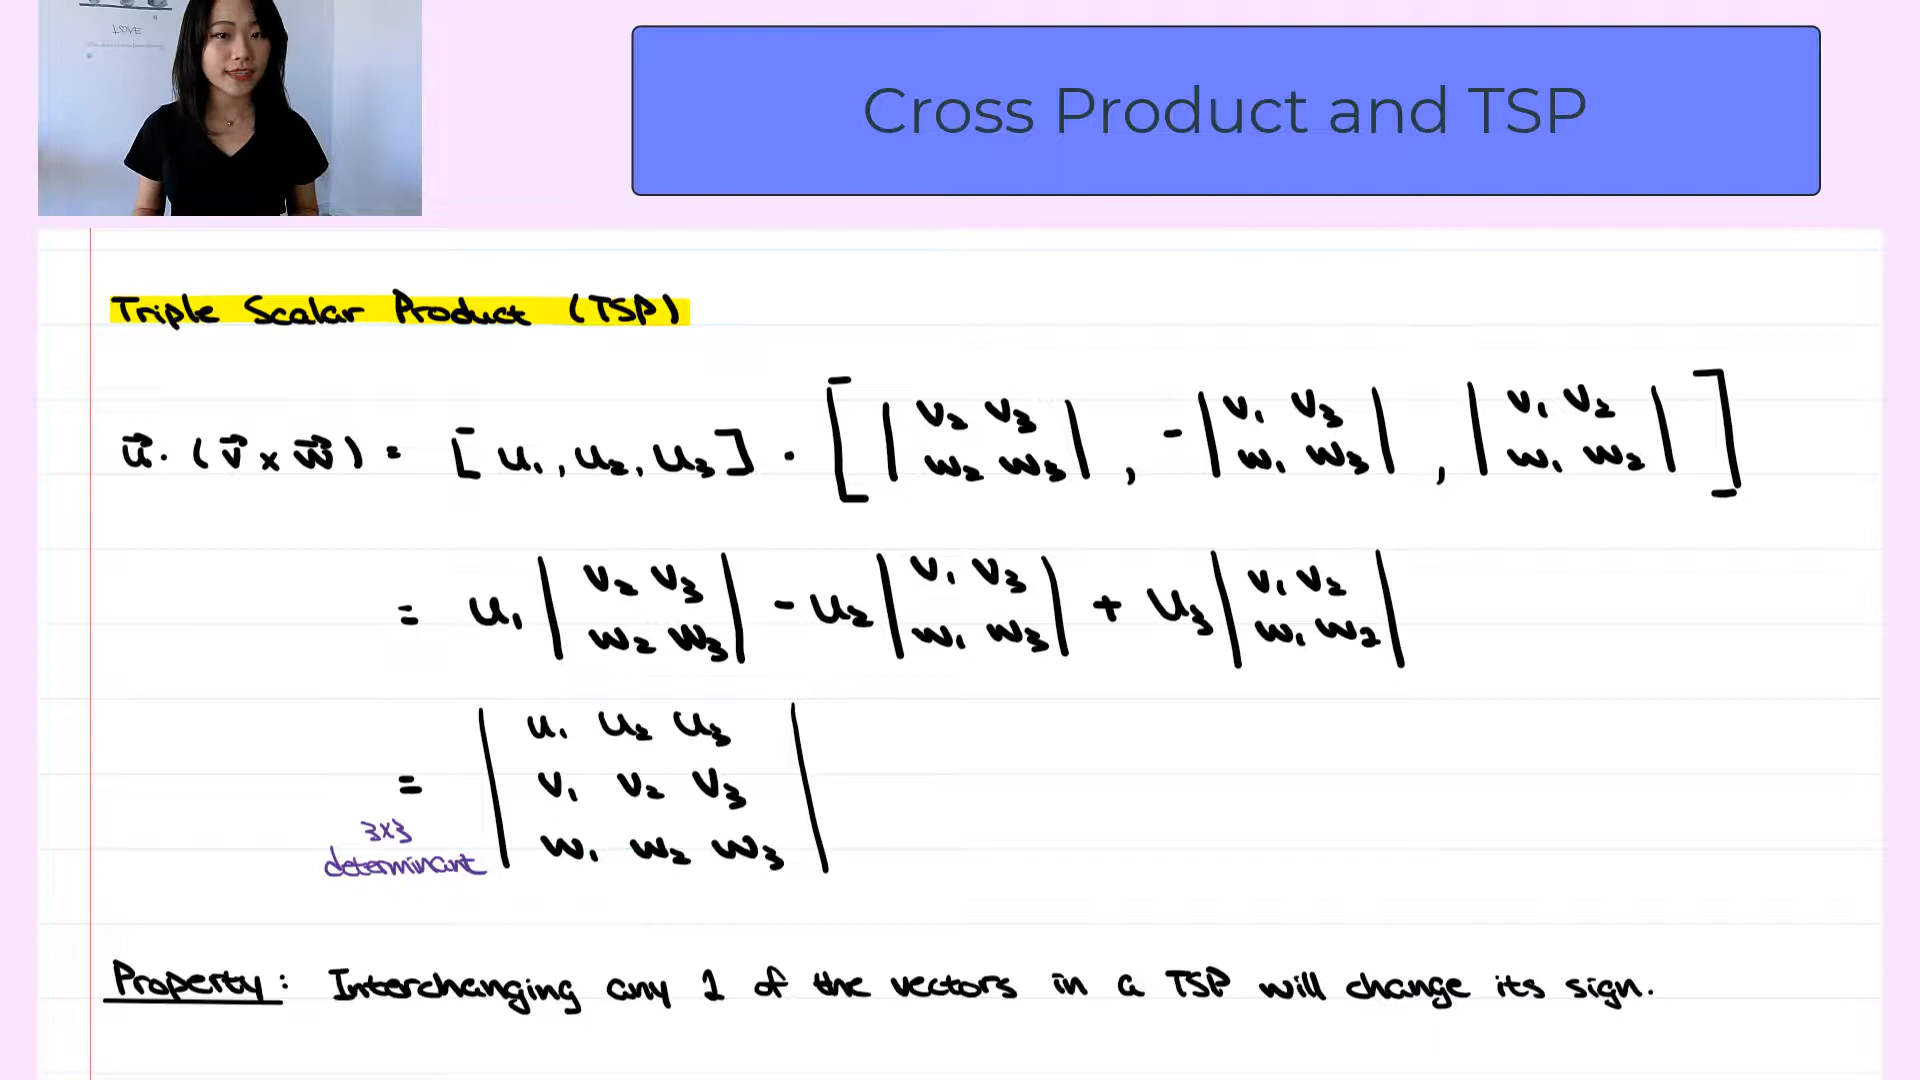 LOVE
Cross Product and TSP
Triple Scalar Product (TSP)
u⃗ · (v⃗ × w⃗) = [u₁, u₂, u₃] · [ |v₂ v₃; w₂ w₃|, -|v₁ v₃; w₁ w₃|, |v₁ v₂; w₁ w₂| ]
= u₁ |v₂ v₃; w₂ w₃| - u₂ |v₁ v₃; w₁ w₃| + u₃ |v₁ v₂; w₁ w₂|
= |u₁ u₂ u₃; v₁ v₂ v₃; w₁ w₂ w₃|
3x3
determinant
Property: Interchanging any 2 of the vectors in a TSP will change its sign.